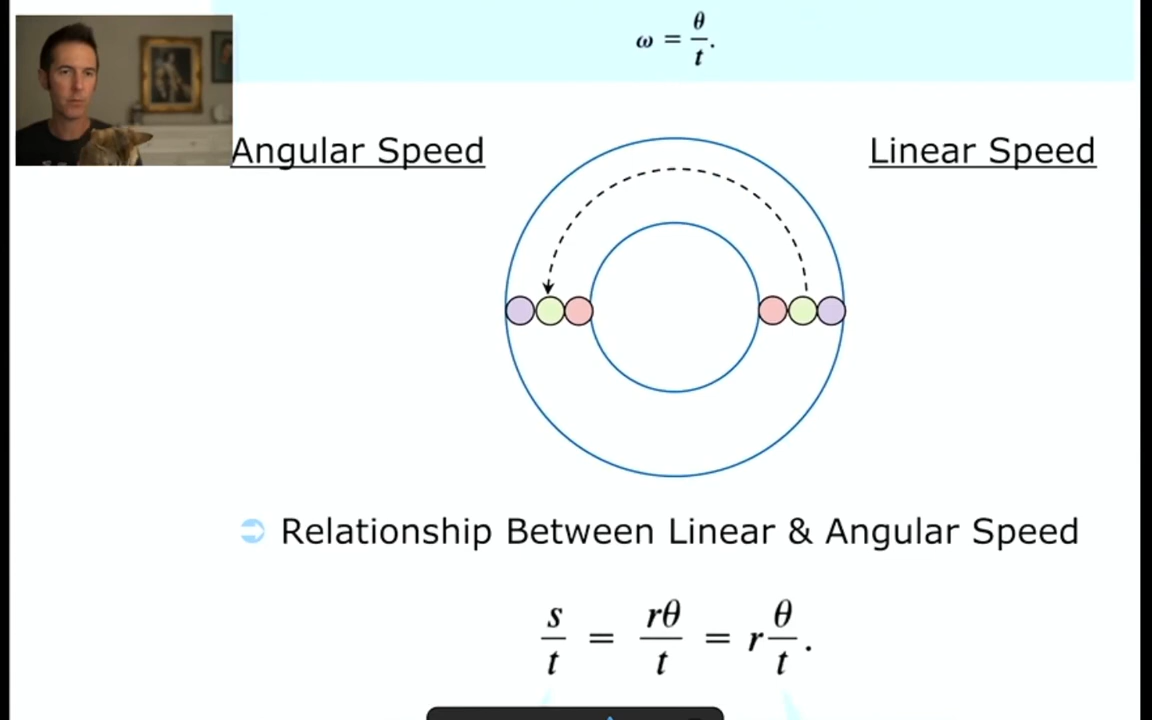 ω = θ/t.
Angular Speed
Linear Speed
Relationship Between Linear & Angular Speed
s/t = rθ/t = r θ/t.